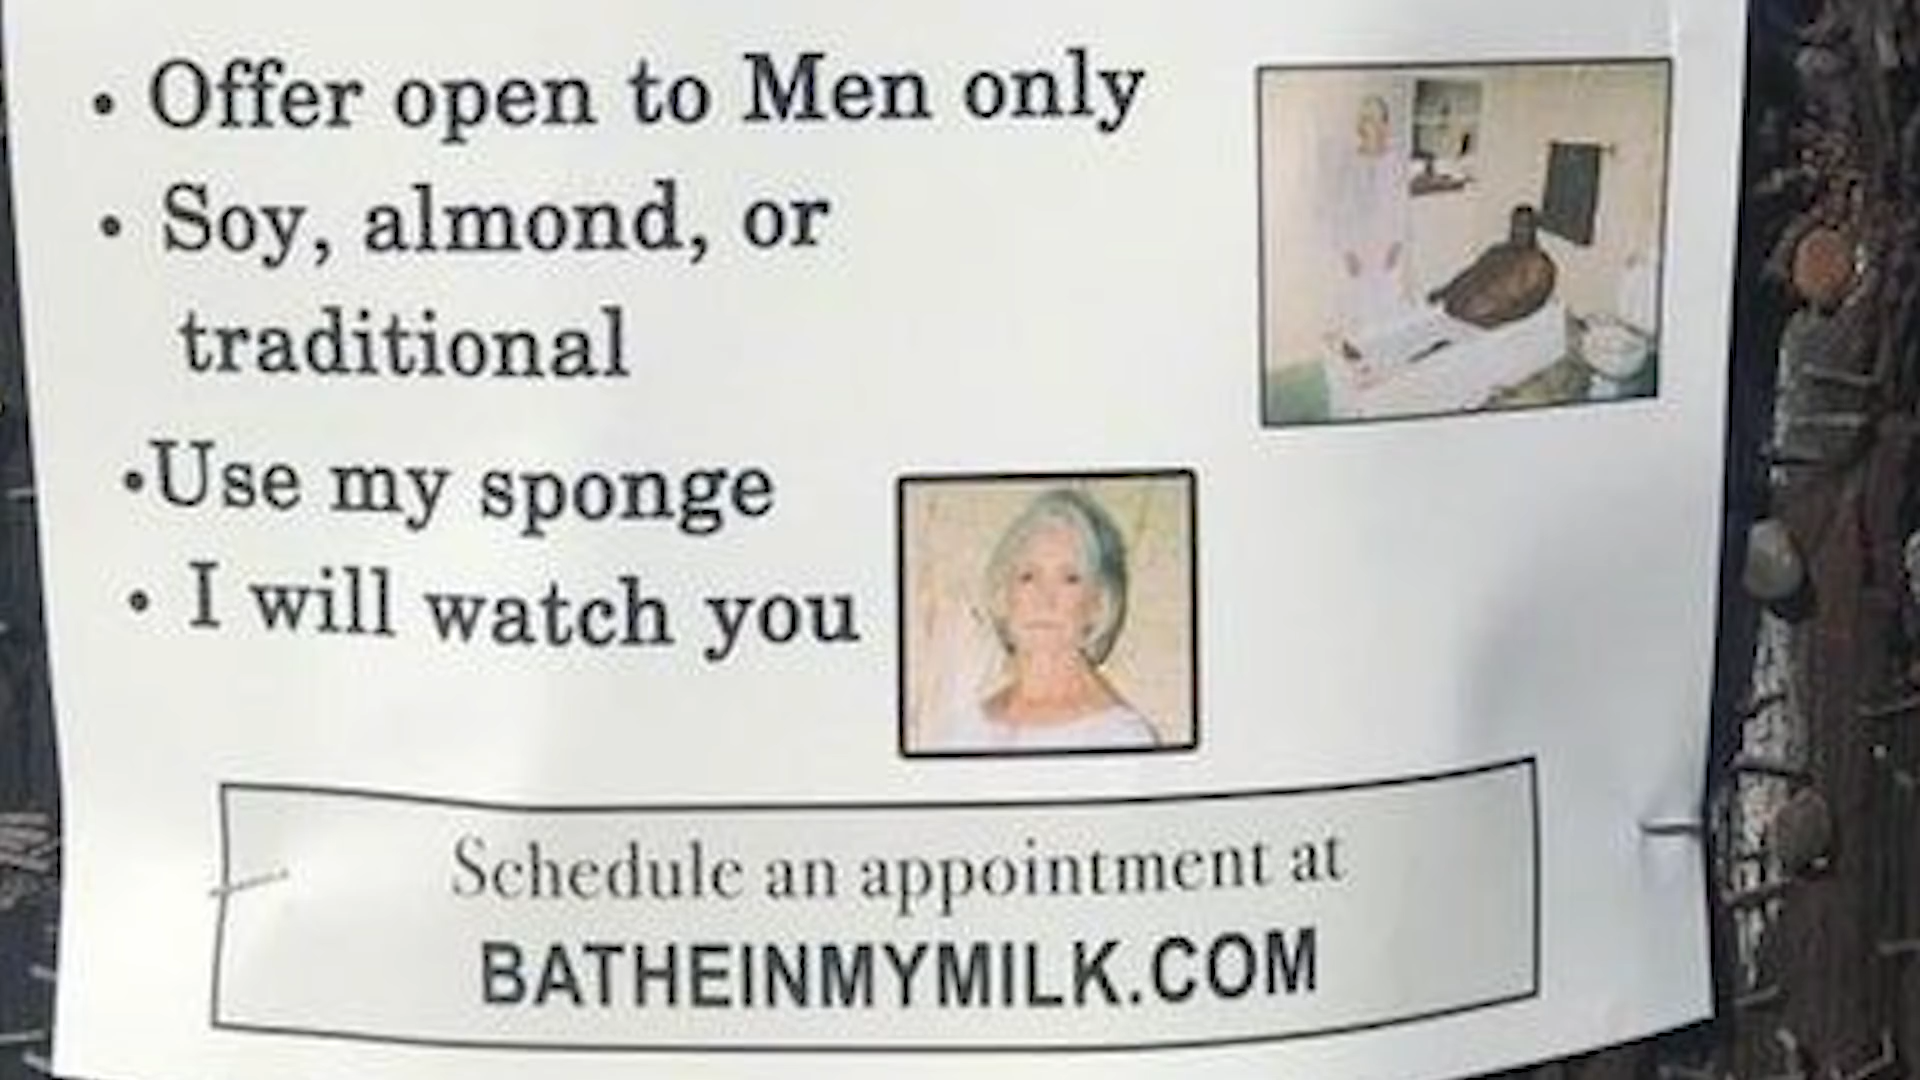 • Offer open to Men only
• Soy, almond, or
traditional
•Use my sponge
• I will watch you
Schedule an appointment at
BATHEINMYMILK.COM